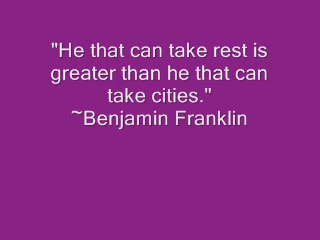 "He that can take rest is
greater than he that can
take cities."
~Benjamin Franklin